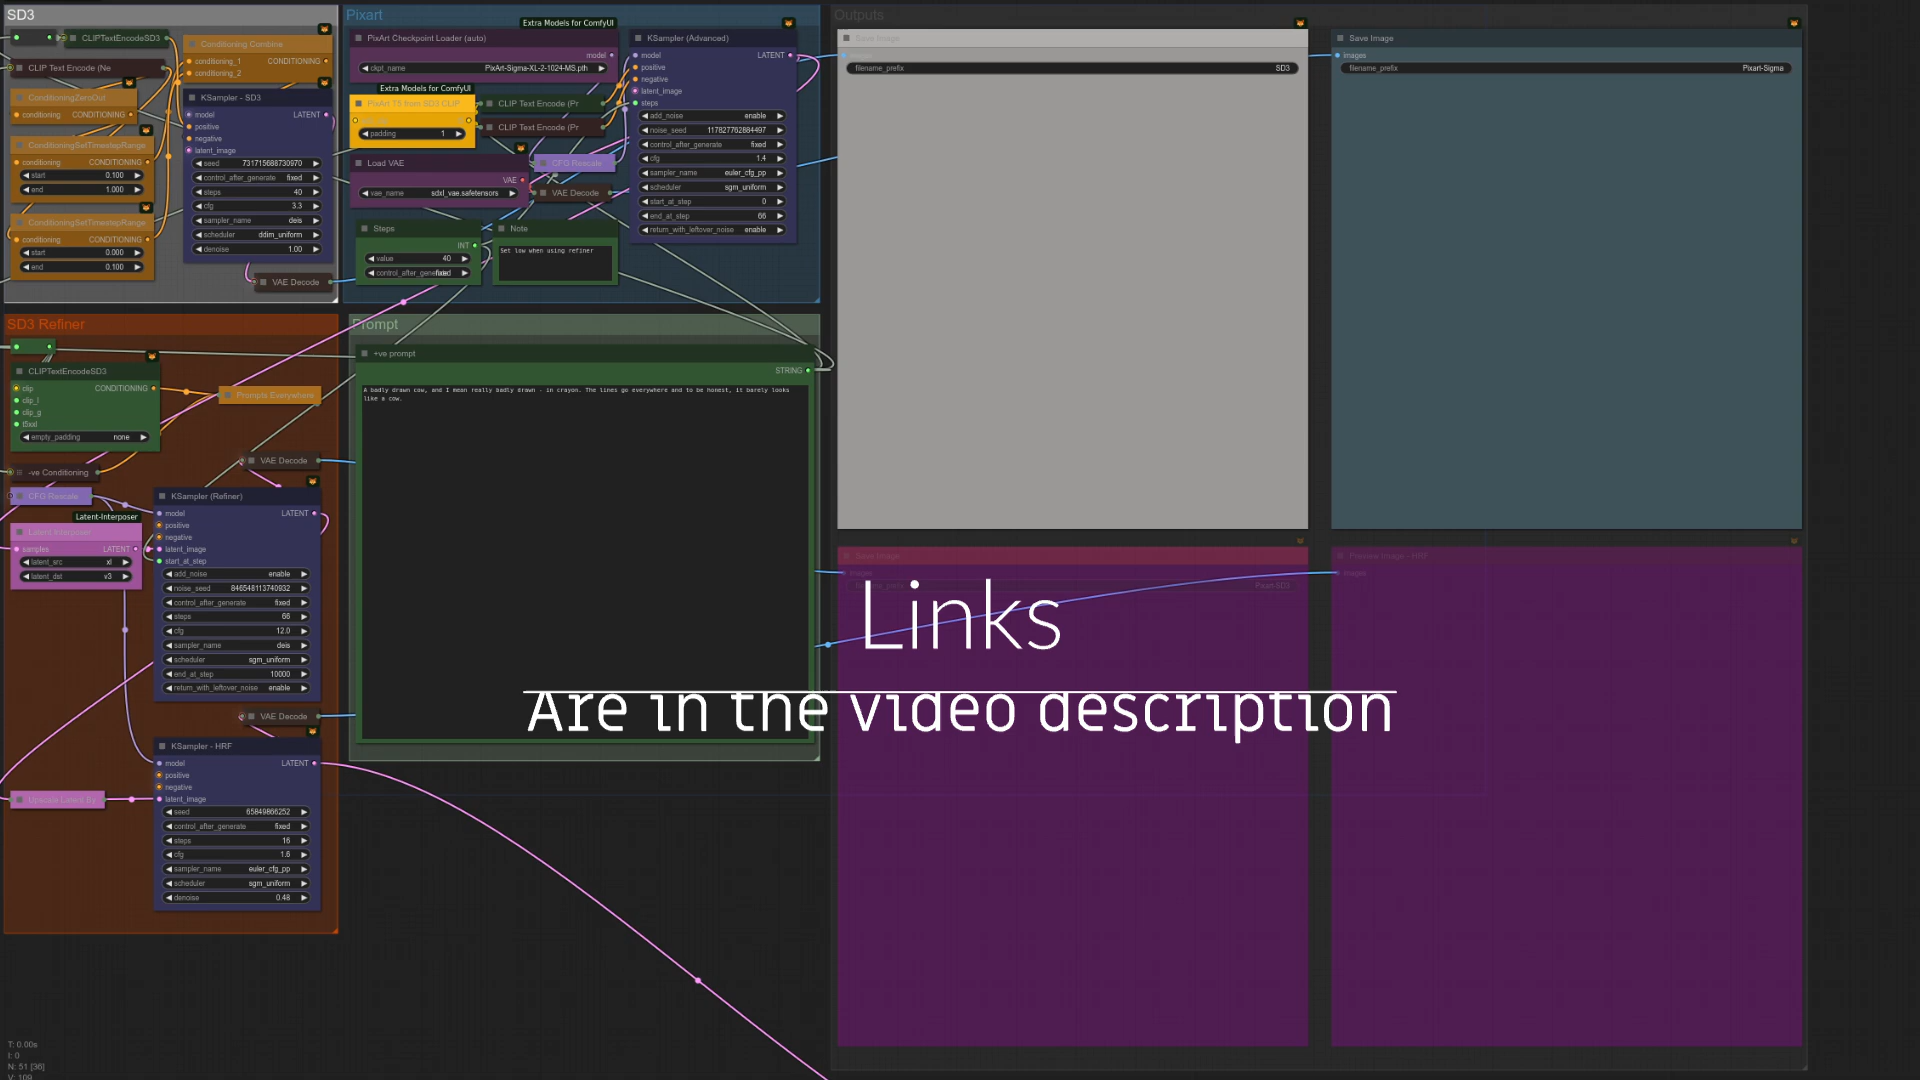 SD3
CLIPTextEncodeSD3
Conditioning Combine
conditioning_1 CONDITIONING
conditioning_2
CLIP Text Encode (Ne
ConditioningZeroOut
conditioning CONDITIONING
ConditioningSetTimestepRange
conditioning CONDITIONING
start 0.100
end 1.000
ConditioningSetTimestepRange
conditioning CONDITIONING
start 0.000
end 0.100
KSampler - SD3
model LATENT
positive
negative
latent_image
seed 731715688730970
control_after_generate fixed
steps 40
cfg 3.3
sampler_name deis
scheduler ddim_uniform
denoise 1.00
VAE Decode
Pixart
Extra Models for ComfyUI
PixArt Checkpoint Loader (auto)
model
ckpt_name PixArt-Sigma-XL-2-1024-MS.pth
Extra Models for ComfyUI
PixArt T5 from SD3 CLIP
padding 1
CLIP Text Encode (Pr
CLIP Text Encode (Pr
Load VAE
VAE
vae_name sdxl_vae.safetensors
CFG Rescale
VAE Decode
Steps
INT
value 40
control_after_generate fixed
Note
Set low when using refiner
KSampler (Advanced)
model LATENT
positive
negative
latent_image
steps
add_noise enable
noise_seed 117827762884497
control_after_generate fixed
cfg 1.4
sampler_name euler_cfg_pp
scheduler sgm_uniform
start_at_step 0
end_at_step 66
return_with_leftover_noise enable
Outputs
Save Image
images
filename_prefix SD3
Save Image
images
filename_prefix Pixart-Sigma
SD3 Refiner
CLIPTextEncodeSD3
clip CONDITIONING
clip_l
clip_g
t5xxl
empty_padding none
Prompts Everywhere
-ve Conditioning
VAE Decode
CFG Rescale
Latent-Interposer
Latent Interposer
samples LATENT
latent_src xl
latent_dst v3
KSampler (Refiner)
model LATENT
positive
negative
latent_image
start_at_step
add_noise enable
noise_seed 846548113740932
control_after_generate fixed
steps 66
cfg 12.0
sampler_name deis
scheduler sgm_uniform
end_at_step 10000
return_with_leftover_noise enable
VAE Decode
KSampler - HRF
model LATENT
positive
negative
latent_image
Upscale Latent By
seed 65849866252
control_after_generate fixed
steps 16
cfg 1.6
sampler_name euler_cfg_pp
scheduler sgm_uniform
denoise 0.48
Prompt
+ve prompt
STRING
A badly drawn cow, and I mean really badly drawn - in crayon. The lines go everywhere and to be honest, it barely looks
like a cow.
Save Image
images
filename_prefix Pixart-SD3
Preview Image - HRF
images
Links
Are in the video description
T: 0.00s
I: 0
N: 51 [36]
V: 109